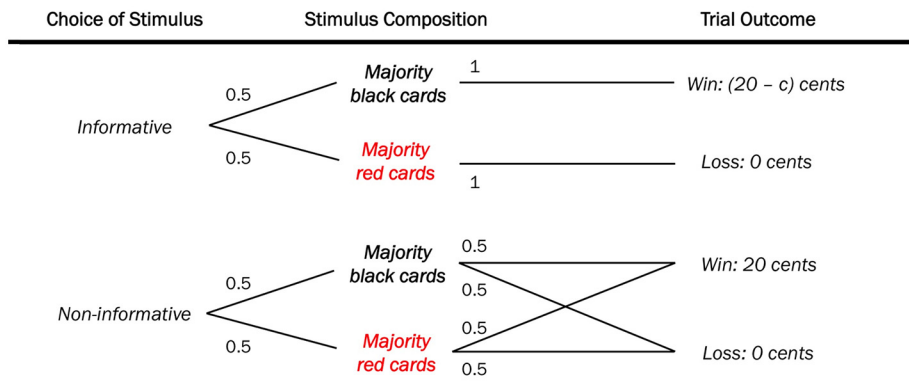 Choice of Stimulus Stimulus Composition Trial Outcome
Informative
0.5
0.5
Majority
black cards
1
Win: (20 – c) cents
Majority
red cards
1
Loss: 0 cents
Non-informative
0.5
0.5
Majority
black cards
0.5
0.5
Win: 20 cents
Majority
red cards
0.5
0.5
Loss: 0 cents